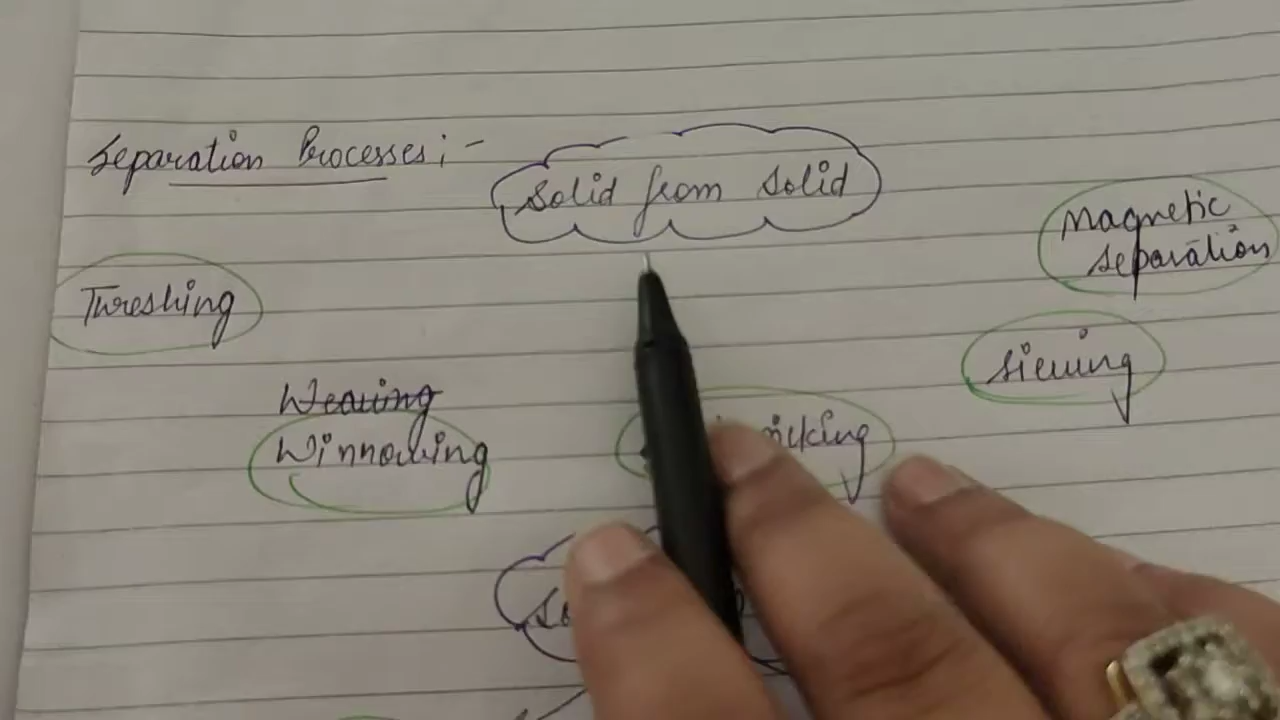 Separation Processes :-
Solid from solid
Magnetic
separation
Threshing
Sieving
Weaving
Winnowing